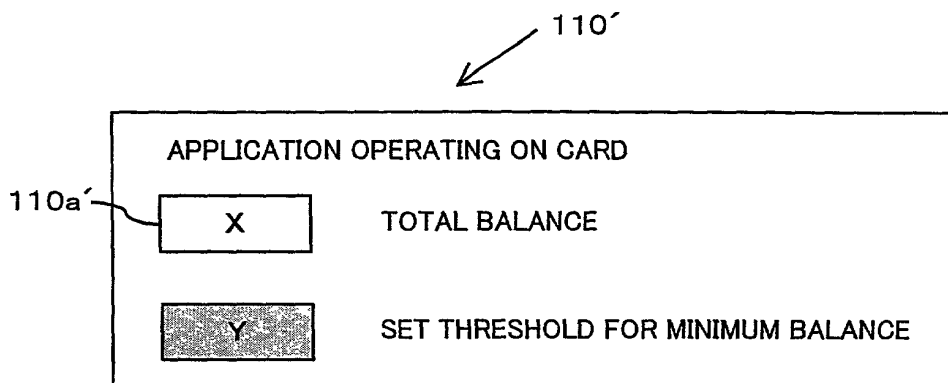 110′
APPLICATION OPERATING ON CARD
110a′ X TOTAL BALANCE
Y SET THRESHOLD FOR MINIMUM BALANCE